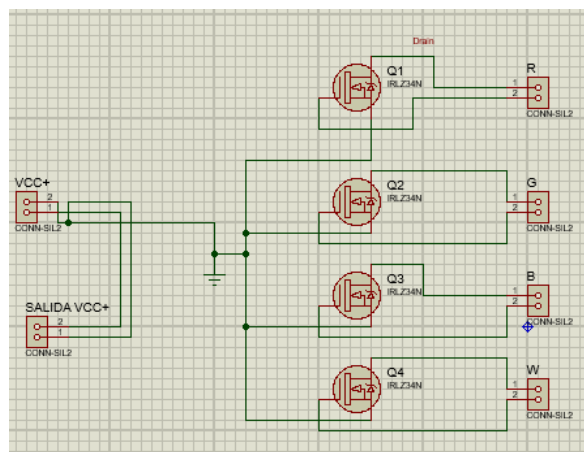 Drain
Q1
IRLZ34N
R
1
2
CONN-SIL2
VCC+
2
1
CONN-SIL2
Q2
IRLZ34N
G
1
2
CONN-SIL2
Q3
IRLZ34N
B
1
2
CONN-SIL2
SALIDA VCC+
2
1
CONN-SIL2
Q4
IRLZ34N
W
1
2
CONN-SIL2